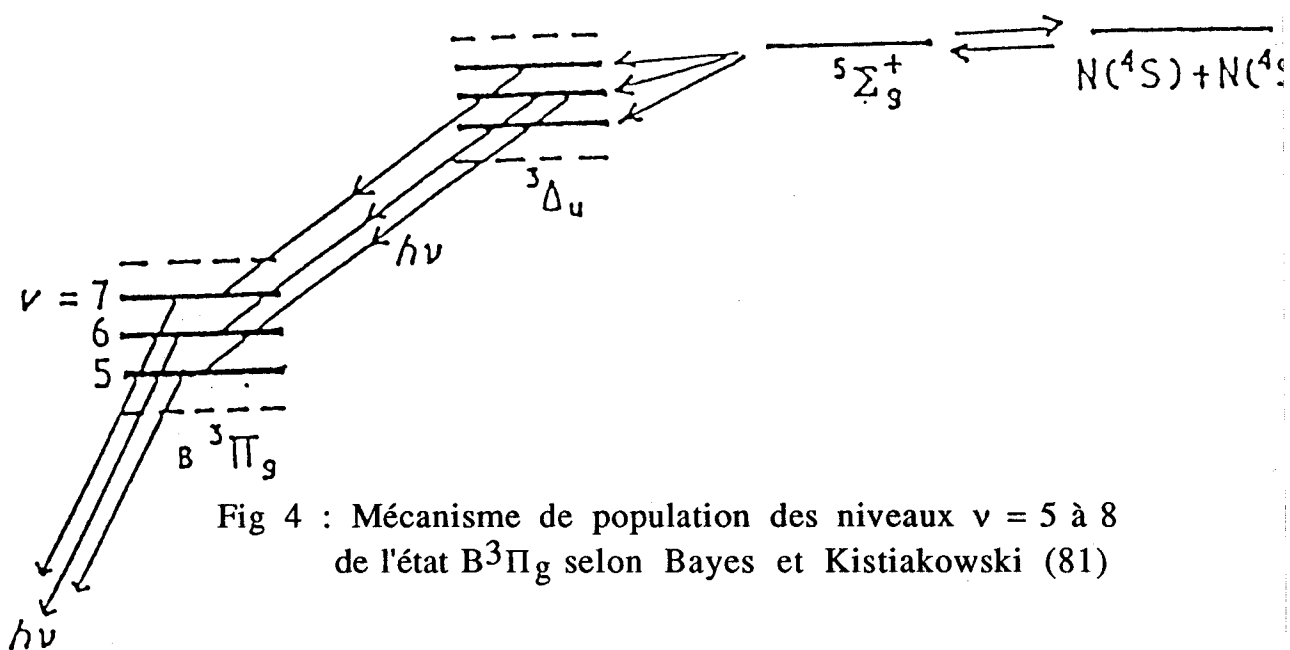 ⁵Σg⁺
N(⁴S) + N(⁴S
³Δu
hν
ν = 7
6
5
B ³Πg
hν
Fig 4 : Mécanisme de population des niveaux ν = 5 à 8
de l'état B³Πg selon Bayes et Kistiakowski (81)